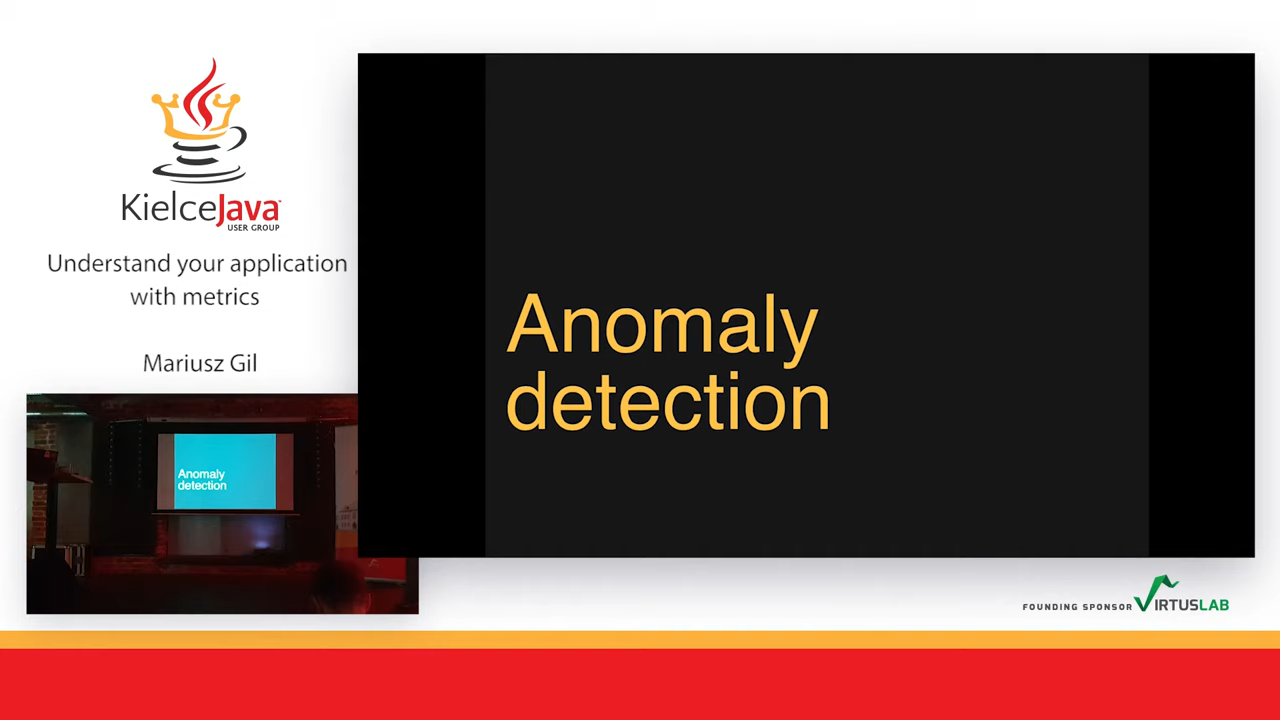 KielceJava
USER GROUP
Understand your application
with metrics
Mariusz Gil
Anomaly
detection
Anomaly
detection
FOUNDING SPONSOR VIRTUSLAB